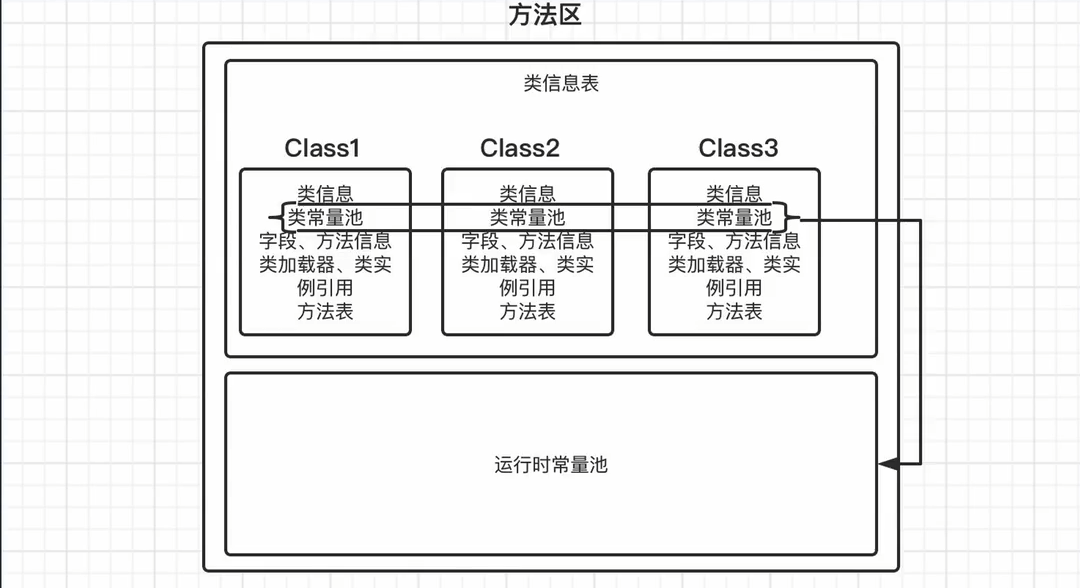 方法区
类信息表
Class1
类信息
类常量池
字段、方法信息
类加载器、类实
例引用
方法表
Class2
类信息
类常量池
字段、方法信息
类加载器、类实
例引用
方法表
Class3
类信息
类常量池
字段、方法信息
类加载器、类实
例引用
方法表
运行时常量池